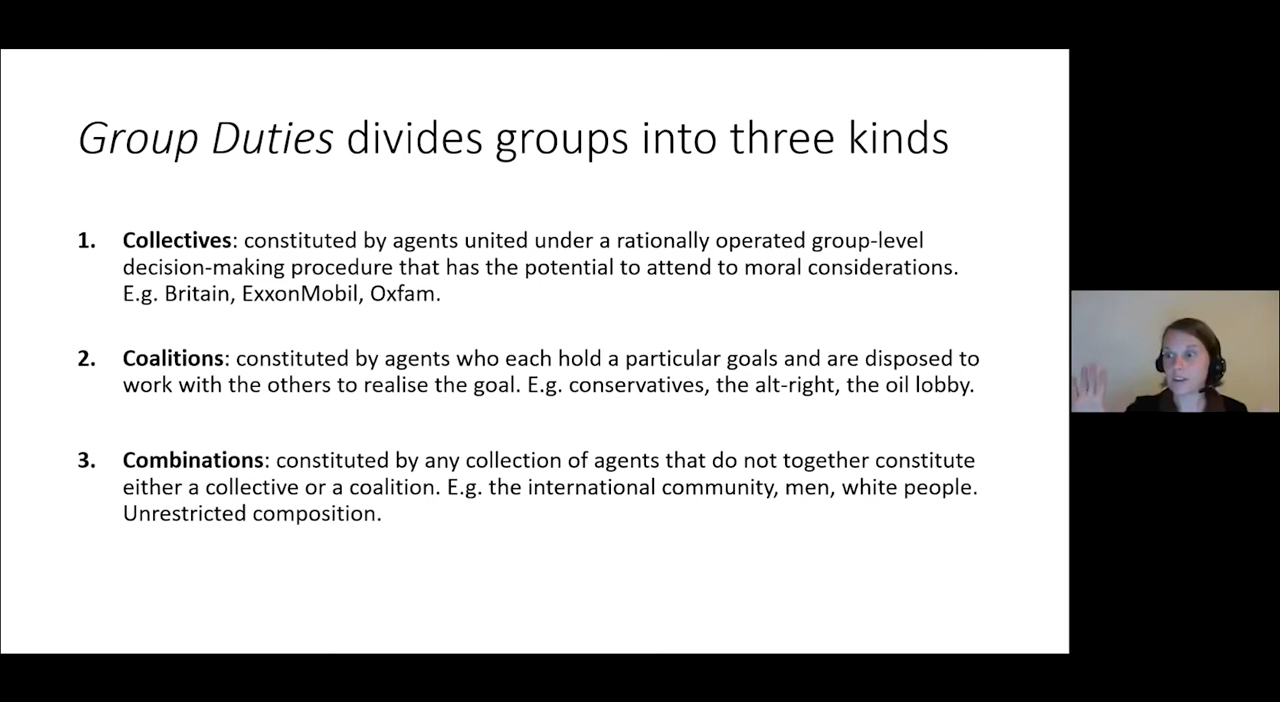 Group Duties divides groups into three kinds
1. Collectives: constituted by agents united under a rationally operated group-level
decision-making procedure that has the potential to attend to moral considerations.
E.g. Britain, ExxonMobil, Oxfam.
2. Coalitions: constituted by agents who each hold a particular goals and are disposed to
work with the others to realise the goal. E.g. conservatives, the alt-right, the oil lobby.
3. Combinations: constituted by any collection of agents that do not together constitute
either a collective or a coalition. E.g. the international community, men, white people.
Unrestricted composition.